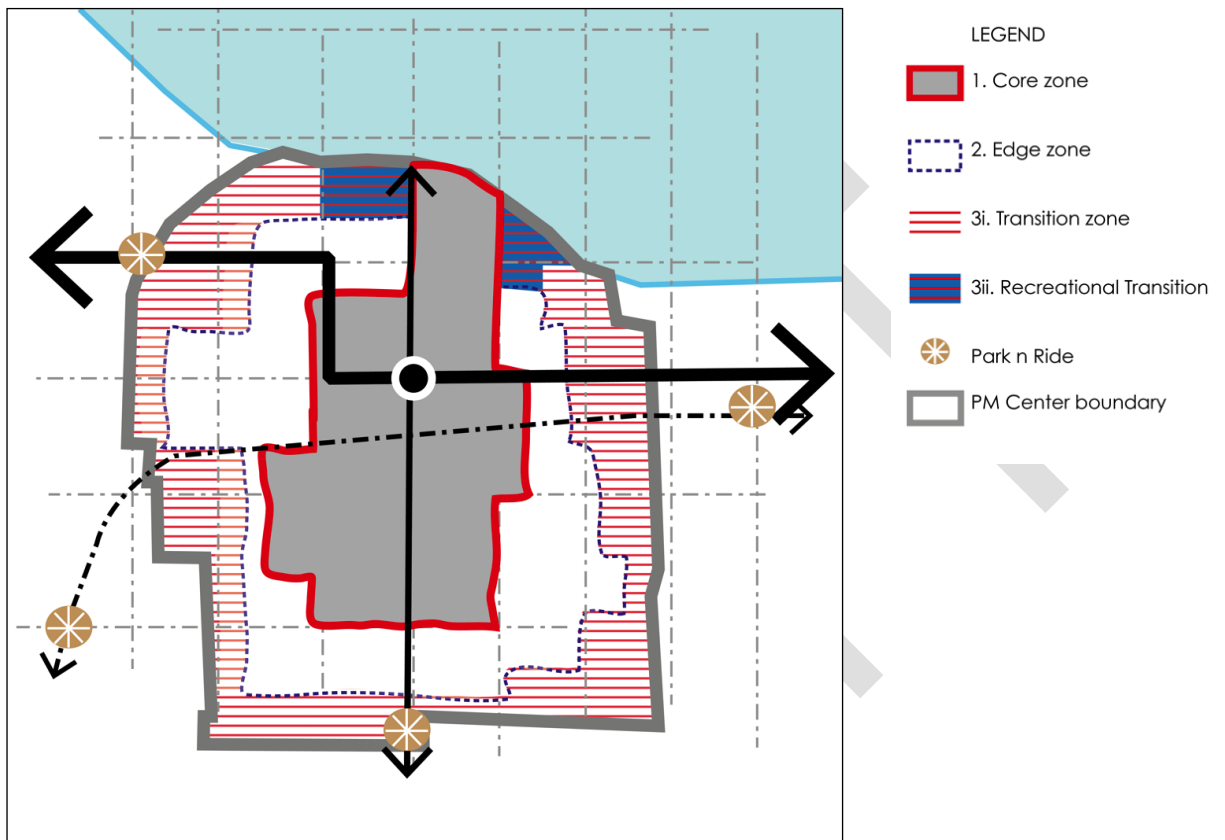 LEGEND
1. Core zone
2. Edge zone
3i. Transition zone
3ii. Recreational Transition
Park n Ride
PM Center boundary